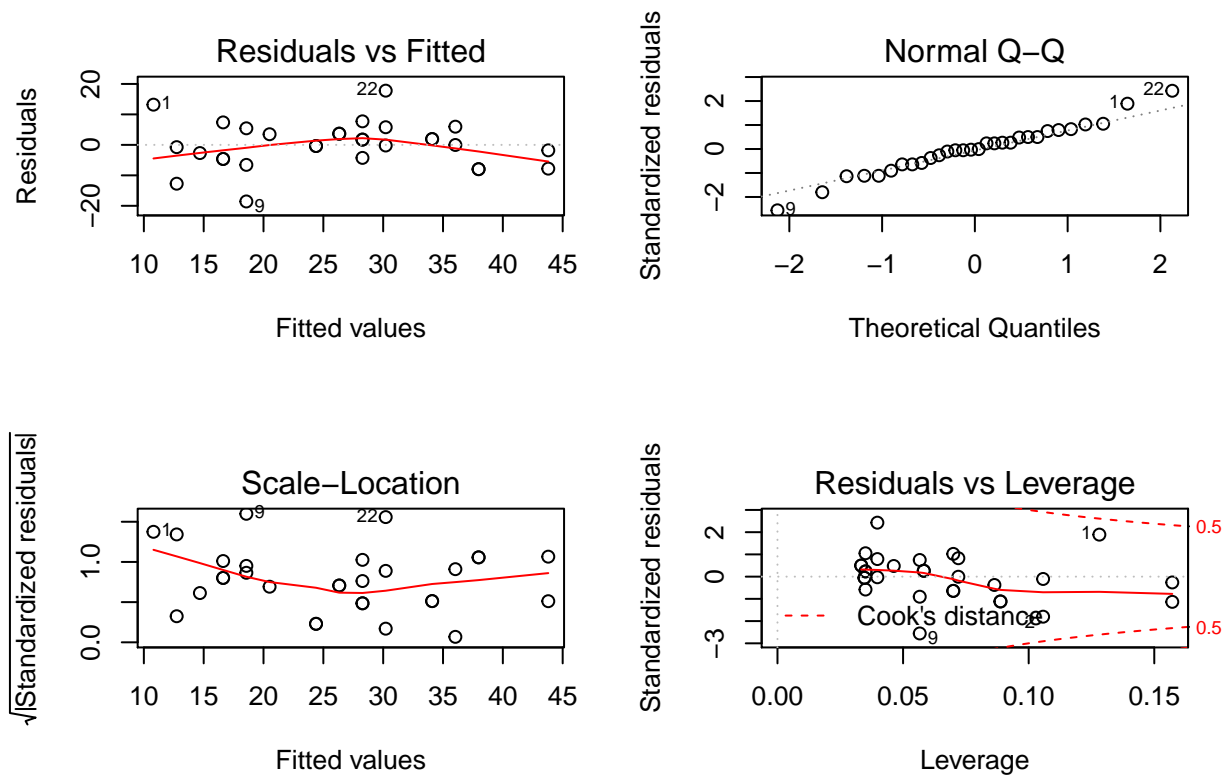 Residuals vs Fitted
Residuals
20
0
−20
1
22
9
10 15 20 25 30 35 40 45
Fitted values
Normal Q−Q
Standardized residuals
2
0
−2
1
22
9
−2 −1 0 1 2
Theoretical Quantiles
Scale−Location
√|Standardized residuals|
1.0
0.0
1
9
22
10 15 20 25 30 35 40 45
Fitted values
Residuals vs Leverage
Standardized residuals
2
0
−3
1
0.5
Cook's distance
2
9
0.5
0.00 0.05 0.10 0.15
Leverage